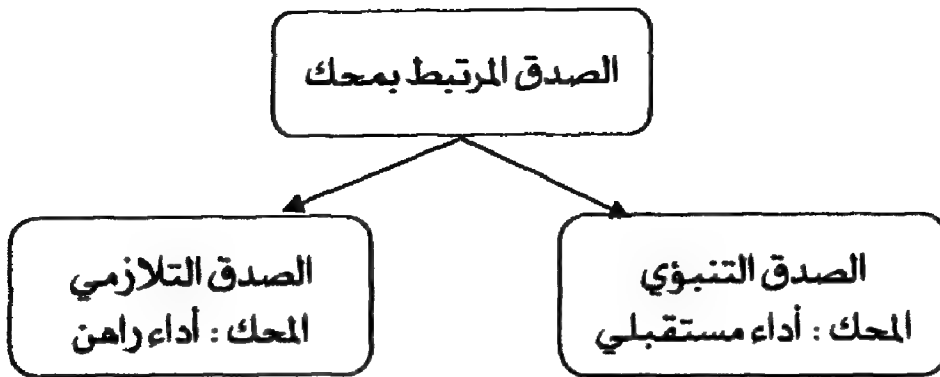 الصدق المرتبط بمحك
الصدق التنبؤي
المحك : أداء مستقبلي
الصدق التلازمي
المحك : أداء راهن